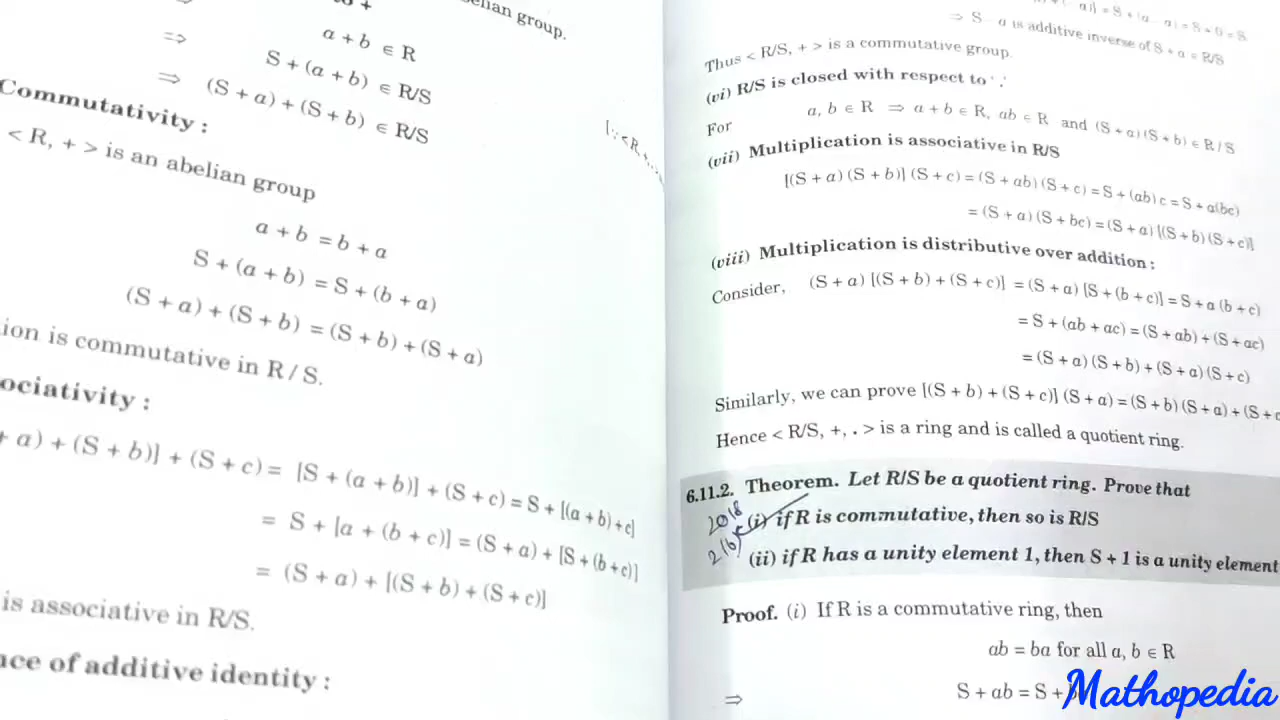 elian group.
⇒ a + b ∈ R
⇒ S + (a + b) ∈ R/S
⇒ (S + a) + (S + b) ∈ R/S
Commutativity :
< R, + > is an abelian group
a + b = b + a
S + (a + b) = S + (b + a)
(S + a) + (S + b) = (S + b) + (S + a)
ion is commutative in R / S.
ociativity :
+ a) + (S + b)] + (S + c) = [S + (a + b)] + (S + c) = S + [(a + b) + c]
= S + [a + (b + c)] = (S + a) + [S + (b + c)]
= (S + a) + [(S + b) + (S + c)]
is associative in R/S.
nce of additive identity :
⇒ S a is additive inverse of S + a ∈ R/S
Thus < R/S, + > is a commutative group.
(vi) R/S is closed with respect to
For a, b ∈ R ⇒ a + b ∈ R, ab ∈ R and (S + a) (S + b) ∈ R / S
(vii) Multiplication is associative in R/S
[(S + a) (S + b)] (S + c) = (S + ab) (S + c) = S + (ab) c = S + a(bc)
= (S + a) (S + bc) = (S + a) [(S + b) (S + c)]
(viii) Multiplication is distributive over addition :
Consider, (S + a) [(S + b) + (S + c)] = (S + a) [S + (b + c)] = S + a (b + c)
= S + (ab + ac) = (S + ab) + (S + ac)
= (S + a) (S + b) + (S + a) (S + c)
Similarly, we can prove [(S + b) + (S + c)] (S + a) = (S + b) (S + a) + (S + c
Hence < R/S, +, . > is a ring and is called a quotient ring.
6.11.2. Theorem. Let R/S be a quotient ring. Prove that
2018 (i) if R is commutative, then so is R/S
2(b) (ii) if R has a unity element 1, then S + 1 is a unity element
Proof. (i) If R is a commutative ring, then
ab = ba for all a, b ∈ R
⇒ S + ab = S +
Mathopedia